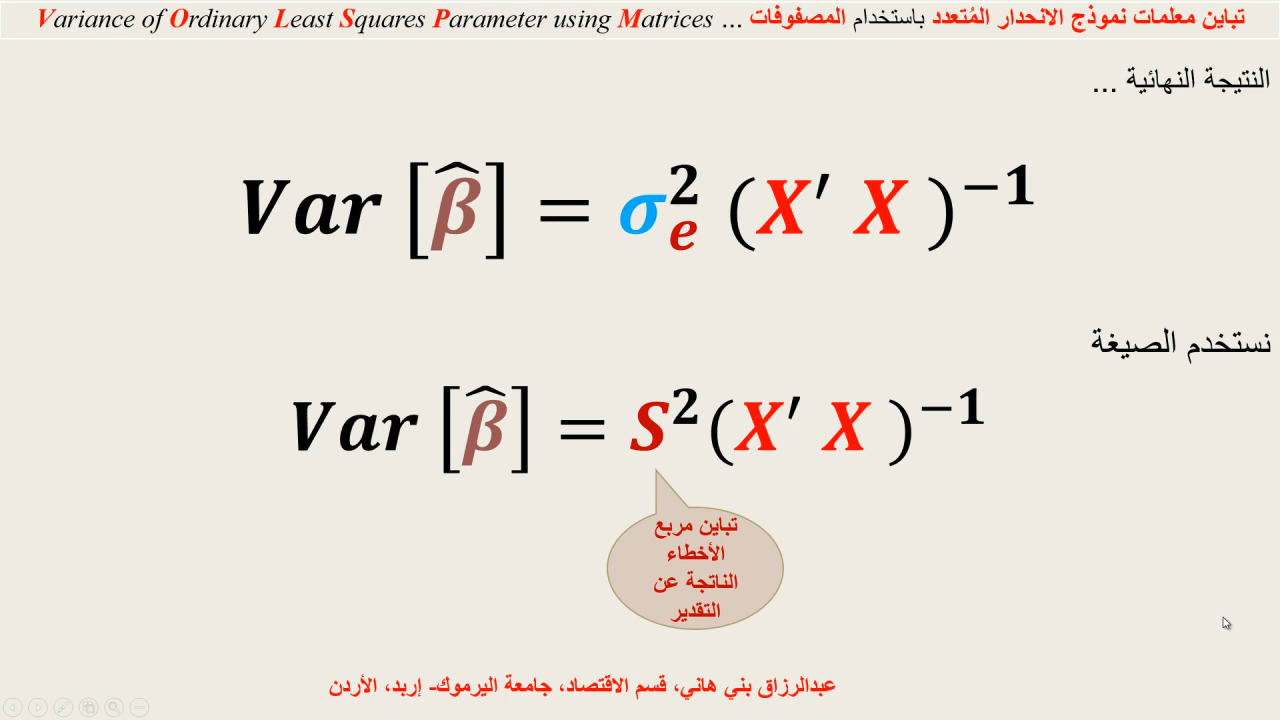 تباين معلمات نموذج الانحدار المُتعدد باستخدام المصفوفات ... Variance of Ordinary Least Squares Parameter using Matrices
النتيجة النهائية ...
Var [β̂] = σₑ² (X′ X )⁻¹
نستخدم الصيغة
Var [β̂] = S² (X′ X )⁻¹
تباين مربع
الأخطاء
الناتجة عن
التقدير
عبدالرزاق بني هاني، قسم الاقتصاد، جامعة اليرموك- إربد، الأردن